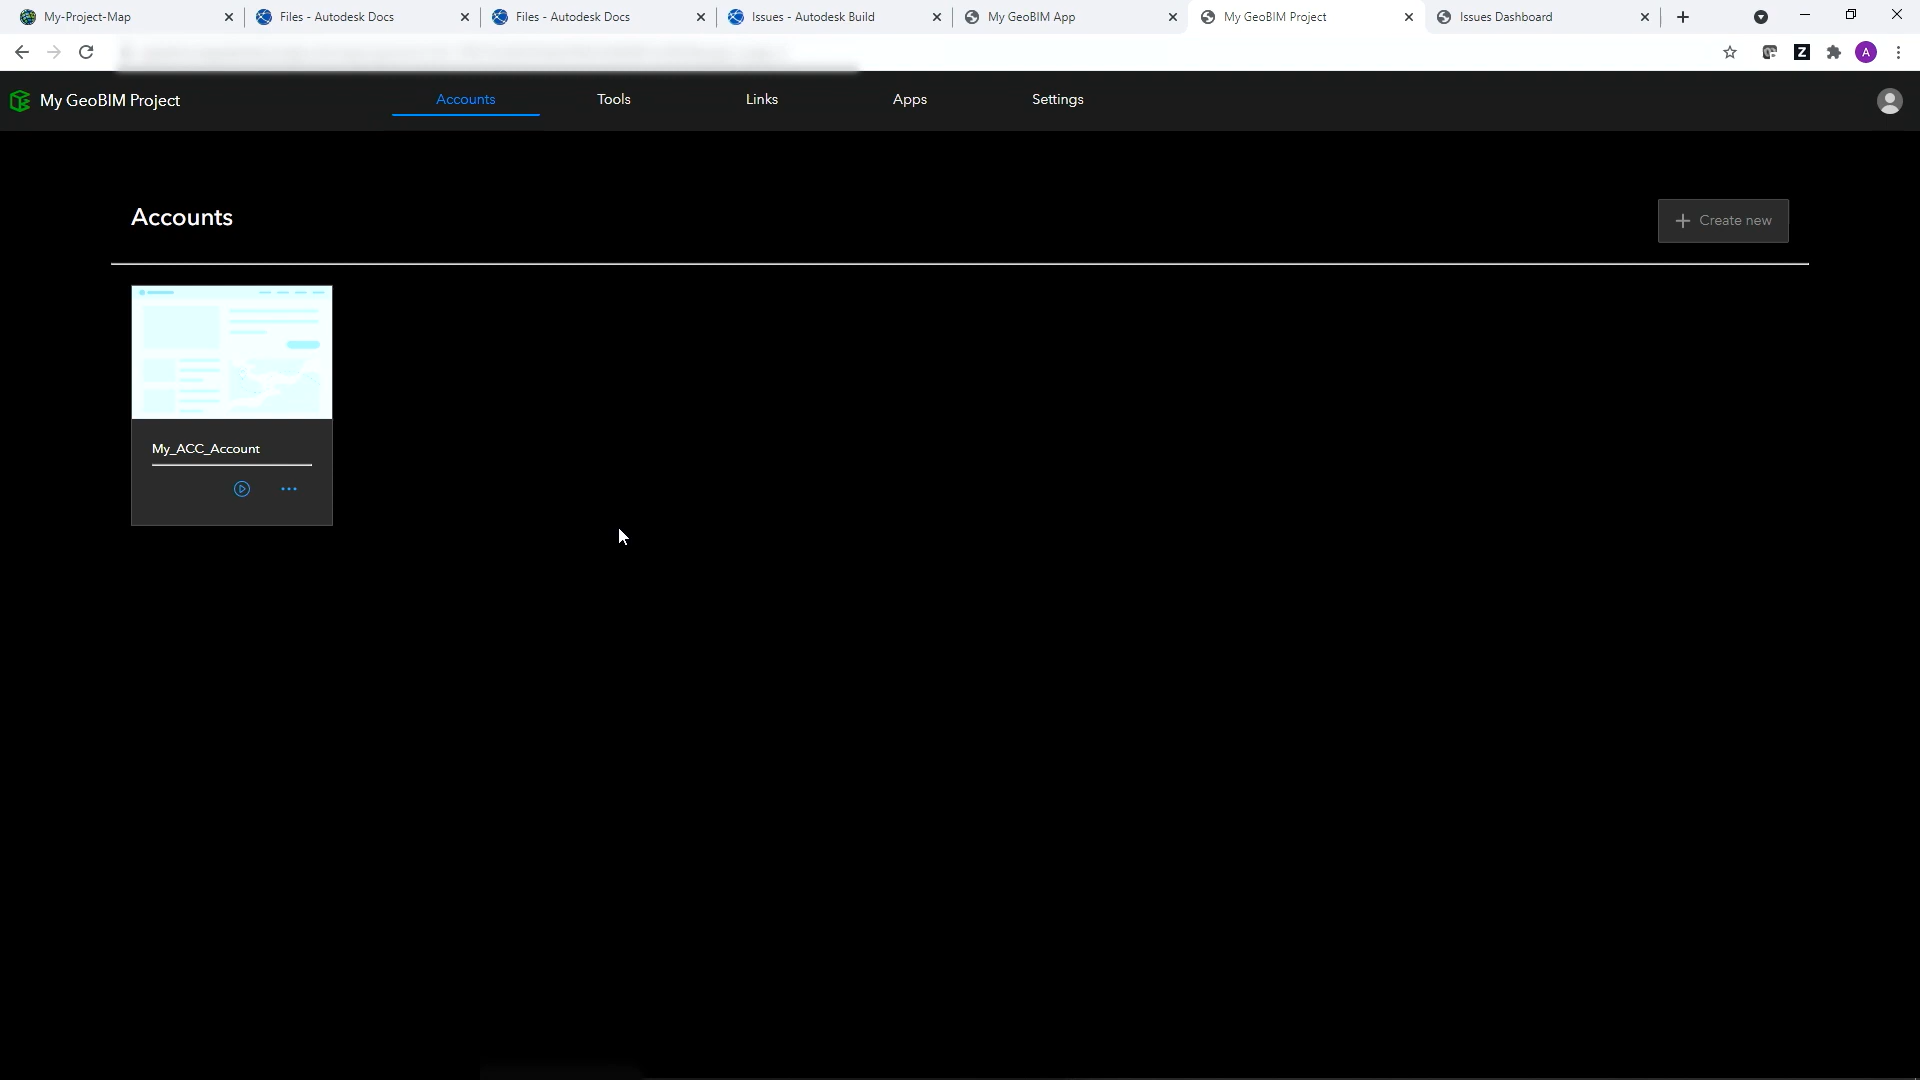 My-Project-Map
Files - Autodesk Docs
Files - Autodesk Docs
Issues - Autodesk Build
My GeoBIM App
My GeoBIM Project
Issues Dashboard
Z
A
My GeoBIM Project
Accounts
Tools
Links
Apps
Settings
Accounts
Create new
My_ACC_Account